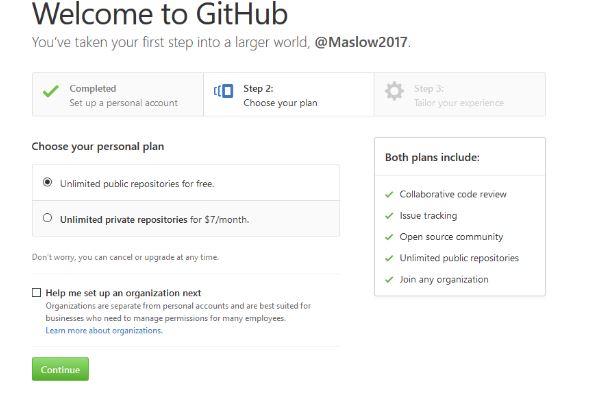 Welcome to GitHub
You've taken your first step into a larger world, @Maslow2017.
Completed
Set up a personal account
Step 2:
Choose your plan
Step 3:
Tailor your experience
Choose your personal plan
Unlimited public repositories for free.
Unlimited private repositories for $7/month.
Don't worry, you can cancel or upgrade at any time.
Help me set up an organization next
Organizations are separate from personal accounts and are best suited for
businesses who need to manage permissions for many employees.
Learn more about organizations.
Continue
Both plans include:
Collaborative code review
Issue tracking
Open source community
Unlimited public repositories
Join any organization